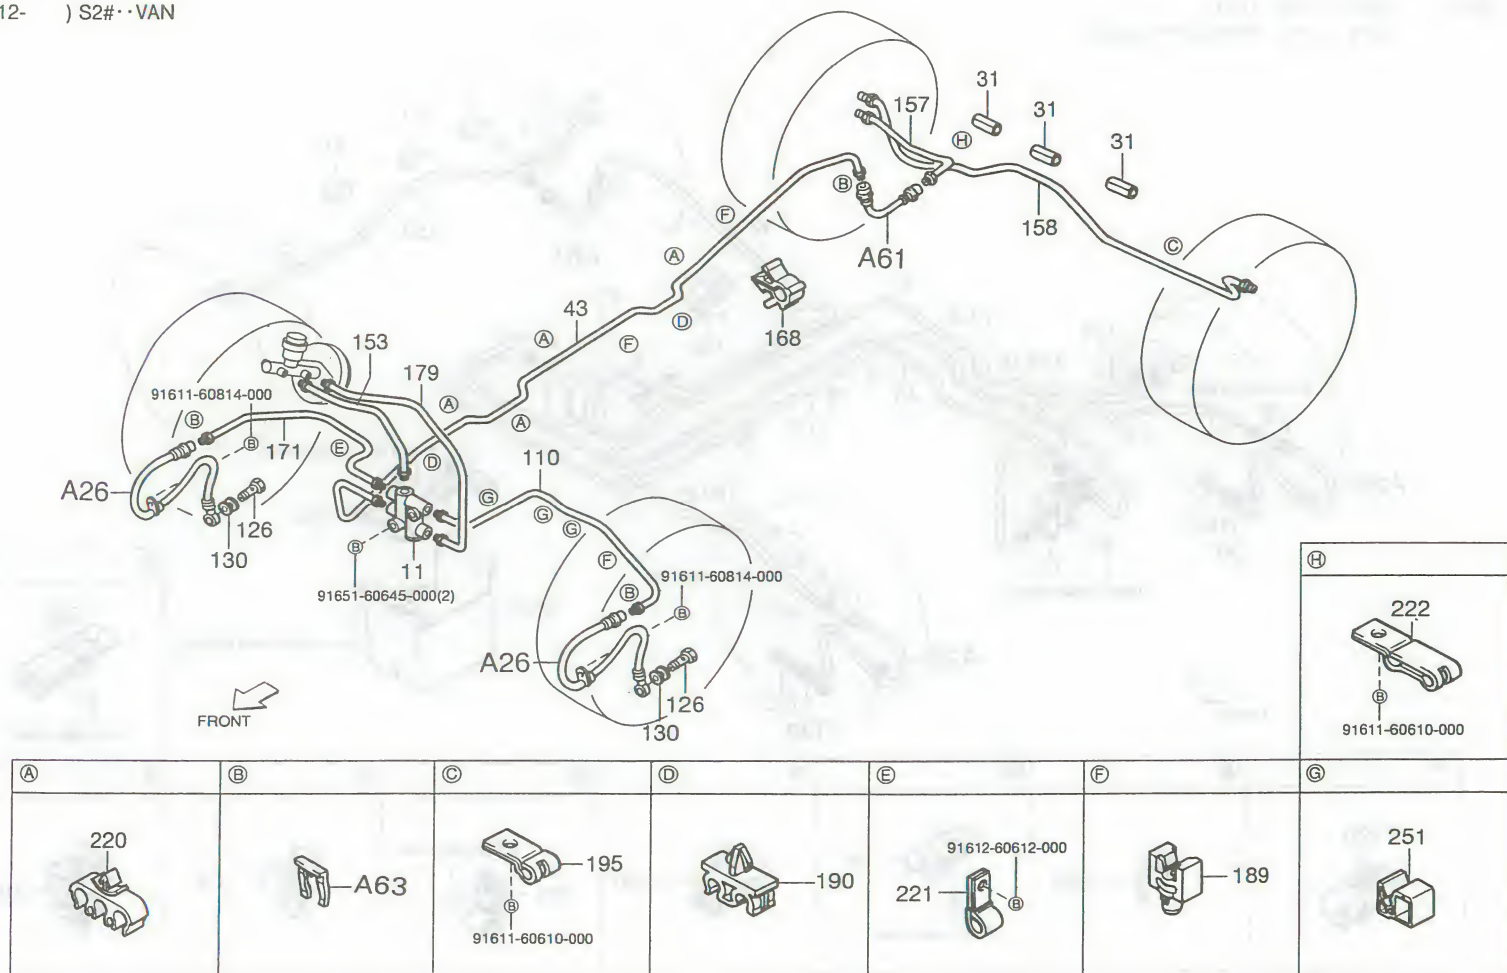 12-      ) S2#··VAN
31
31
31
157
H
B
158
C
A61
F
A
168
43
D
F
A
153
179
A
A
91611-60814-000
B
B
171
E
D
A26
126
130
B
11
91651-60645-000(2)
110
G
G
G
F
B
91611-60814-000
B
A26
126
130
FRONT
H
222
B
91611-60610-000
A
220
B
A63
C
195
B
91611-60610-000
D
190
E
91612-60612-000
221
B
F
189
G
251